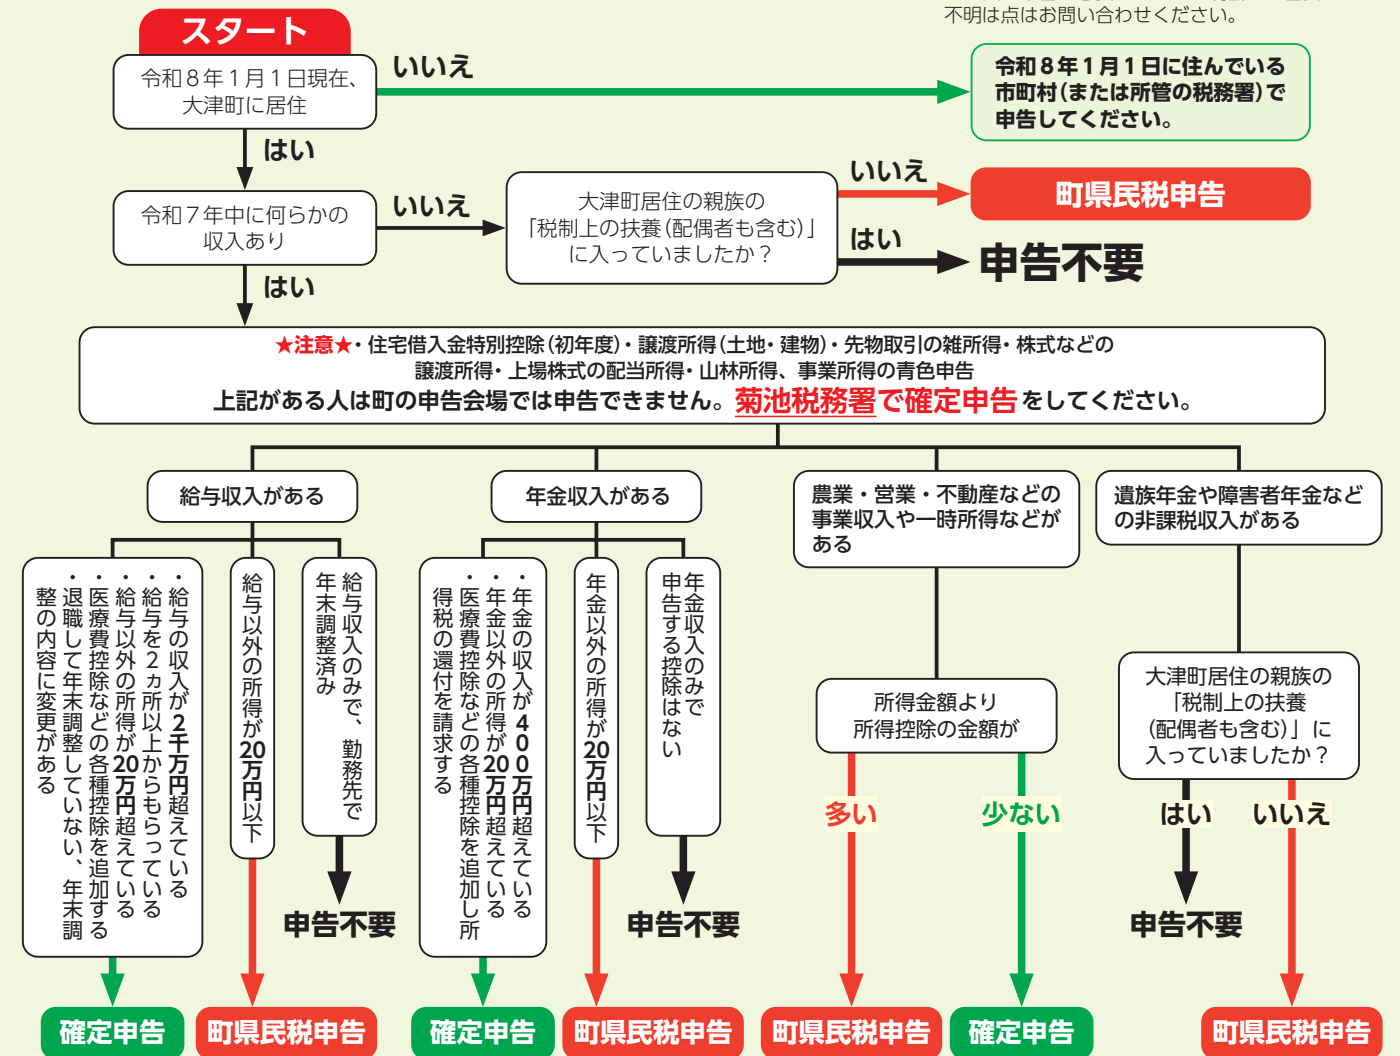 不明は点はお問い合わせください。
スタート
令和８年１月１日現在、
大津町に居住
いいえ
令和８年１月１日に住んでいる
市町村（または所管の税務署）で
申告してください。
はい
令和７年中に何らかの
収入あり
いいえ
大津町居住の親族の
「税制上の扶養（配偶者も含む）」
に入っていましたか？
いいえ
町県民税申告
はい
申告不要
はい
★注意★・住宅借入金特別控除（初年度）・譲渡所得（土地・建物）・先物取引の雑所得・株式などの
譲渡所得・上場株式の配当所得・山林所得、事業所得の青色申告
上記がある人は町の申告会場では申告できません。菊池税務署で確定申告をしてください。
給与収入がある
年金収入がある
農業・営業・不動産などの
事業収入や一時所得などが
ある
遺族年金や障害者年金など
の非課税収入がある
・給与の収入が２千万円超えている
・給与を２ヵ所以上からもらっている
・給与以外の所得が20万円超えている
・医療費控除などの各種控除を追加する
・退職して年末調整していない、年末調
整の内容に変更がある
給与以外の所得が20万円以下
給与収入のみで、勤務先で
年末調整済み
・年金の収入が４００万円超えている
・年金以外の所得が20万円超えている
・医療費控除などの各種控除を追加し所
得税の還付を請求する
年金以外の所得が20万円以下
年金収入のみで
申告する控除はない
所得金額より
所得控除の金額が
大津町居住の親族の
「税制上の扶養
（配偶者も含む）」に
入っていましたか？
多い
少ない
はい
いいえ
申告不要
申告不要
申告不要
確定申告
町県民税申告
確定申告
町県民税申告
町県民税申告
確定申告
町県民税申告